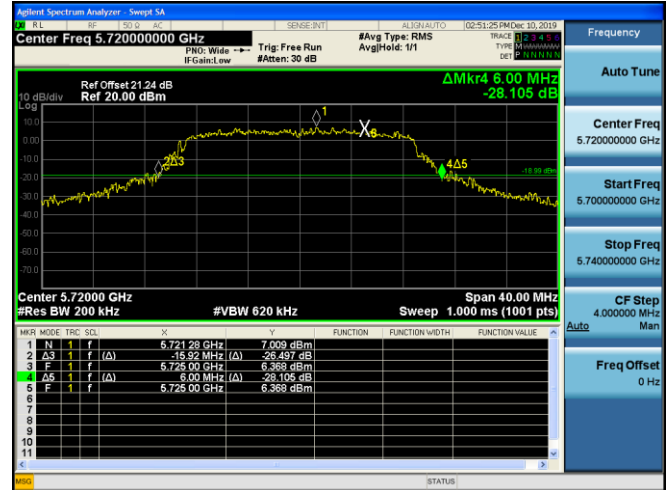 Agilent Spectrum Analyzer - Swept SA
RL RF 50 Ω AC SENSE:INT ALIGNAUTO 02:51:25 PM Dec 10, 2019
Center Freq 5.720000000 GHz
PNO: Wide
IFGain:Low
Trig: Free Run
#Atten: 30 dB
#Avg Type: RMS
Avg|Hold: 1/1
TRACE 1 2 3 4 5 6
TYPE M
DET P N N N N N
Frequency
Auto Tune
Ref Offset 21.24 dB
10 dB/div Ref 20.00 dBm
Log
ΔMkr4 6.00 MHz
-28.105 dB
10.0
0.00
-10.0
-20.0
-30.0
-40.0
-50.0
-60.0
-70.0
1
2Δ3
4Δ5
-18.99 dBm
Center 5.72000 GHz Span 40.00 MHz
#Res BW 200 kHz #VBW 620 kHz Sweep 1.000 ms (1001 pts)
MKR MODE TRC SCL X Y FUNCTION FUNCTION WIDTH FUNCTION VALUE
1 N 1 f 5.721 28 GHz 7.009 dBm
2 Δ3 1 f (Δ) -15.92 MHz (Δ) -26.497 dB
3 F 1 f 5.725 00 GHz 6.368 dBm
4 Δ5 1 f (Δ) 6.00 MHz (Δ) -28.105 dB
5 F 1 f 5.725 00 GHz 6.368 dBm
6
7
8
9
10
11
Center Freq
5.720000000 GHz
Start Freq
5.700000000 GHz
Stop Freq
5.740000000 GHz
CF Step
4.000000 MHz
Auto Man
Freq Offset
0 Hz
MSG STATUS